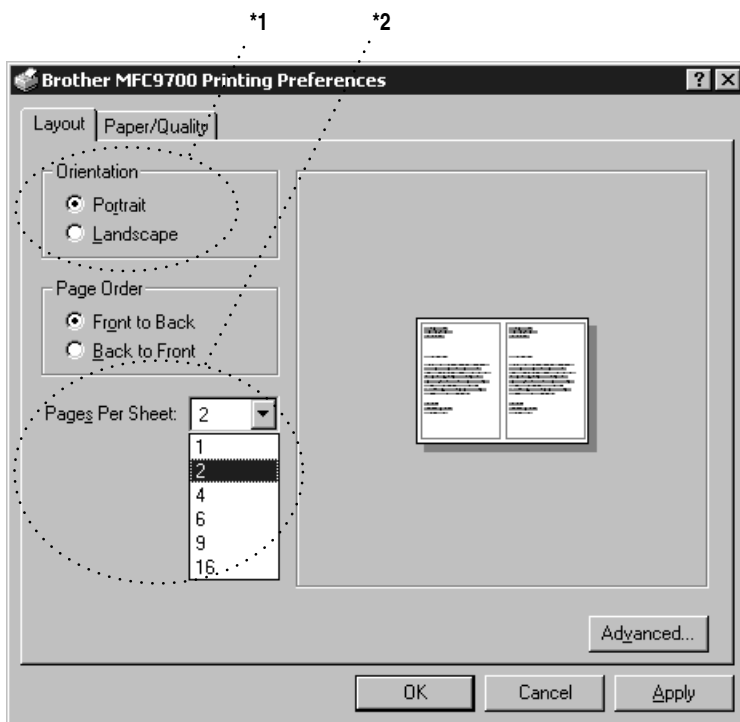 *1 *2
Brother MFC9700 Printing Preferences
Layout Paper/Quality
Orientation
Portrait
Landscape
Page Order
Front to Back
Back to Front
Pages Per Sheet: 2
1
2
4
6
9
16
Advanced...
OK Cancel Apply